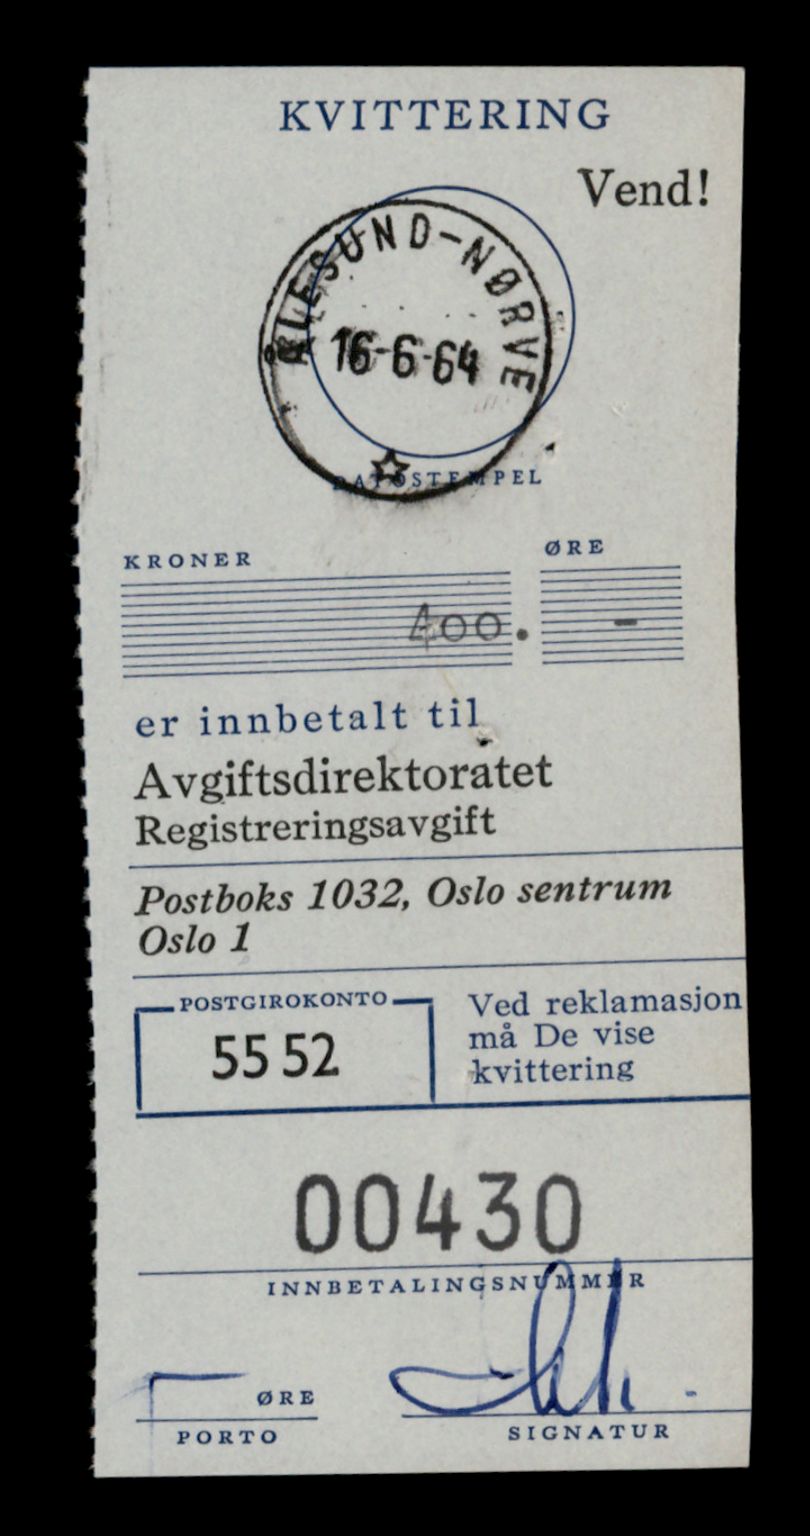 KVITTERING
Vend!
ÅLESUND-NØRVE
16-6-64
DATOSTEMPEL
KRONER
ØRE
400. -
er innbetalt til
Avgiftsdirektoratet
Registreringsavgift
Postboks 1032, Oslo sentrum
Oslo 1
POSTGIROKONTO
55 52
Ved reklamasjon
må De vise
kvittering
00430
INNBETALINGSNUMMER
ØRE
PORTO
SIGNATUR